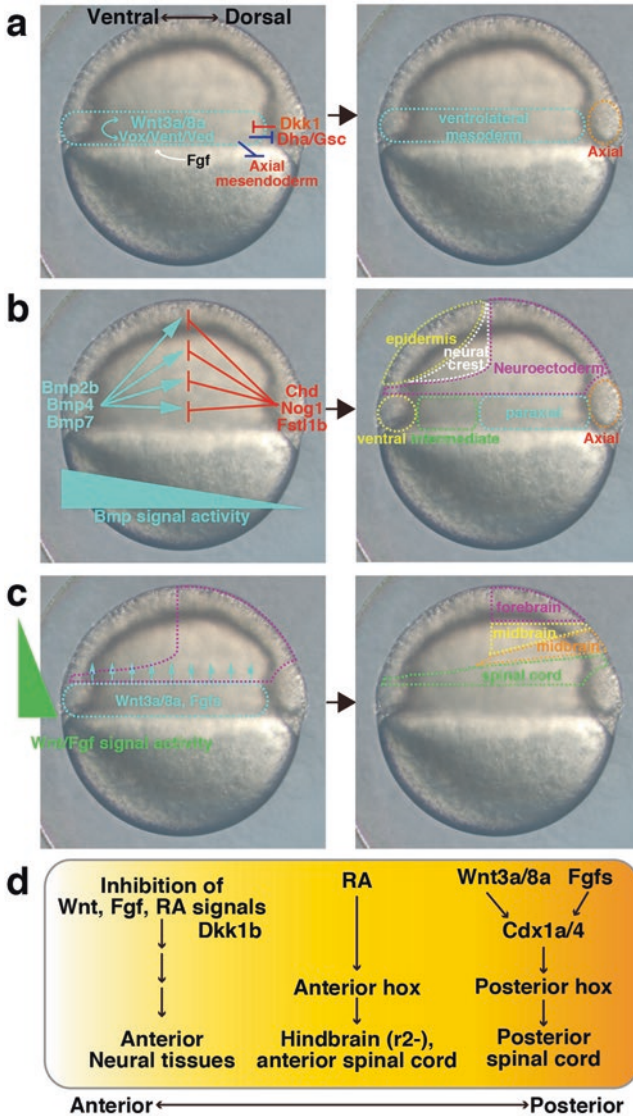 a
Ventral Dorsal
Wnt3a/8a
Vox/Vent/Ved
Dkk1
Dha/Gsc
Fgf
Axial
mesendoderm
ventrolatural
mesoderm
Axial
b
Bmp2b
Bmp4
Bmp7
Chd
Nog1
Fstl1b
Bmp signal activity
epidermis
neural
crest
Neuroectoderm
ventral
intermediate
paraxial
Axial
c
Wnt3a/8a, Fgfs
Wnt/Fgf signal activity
forebrain
midbrain
midbrain
spinal cord
d
Inhibition of
Wnt, Fgf, RA signals
Dkk1b
Anterior
Neural tissues
RA
Anterior hox
Hindbrain (r2-),
anterior spinal cord
Wnt3a/8a Fgfs
Cdx1a/4
Posterior hox
Posterior
spinal cord
Anterior Posterior